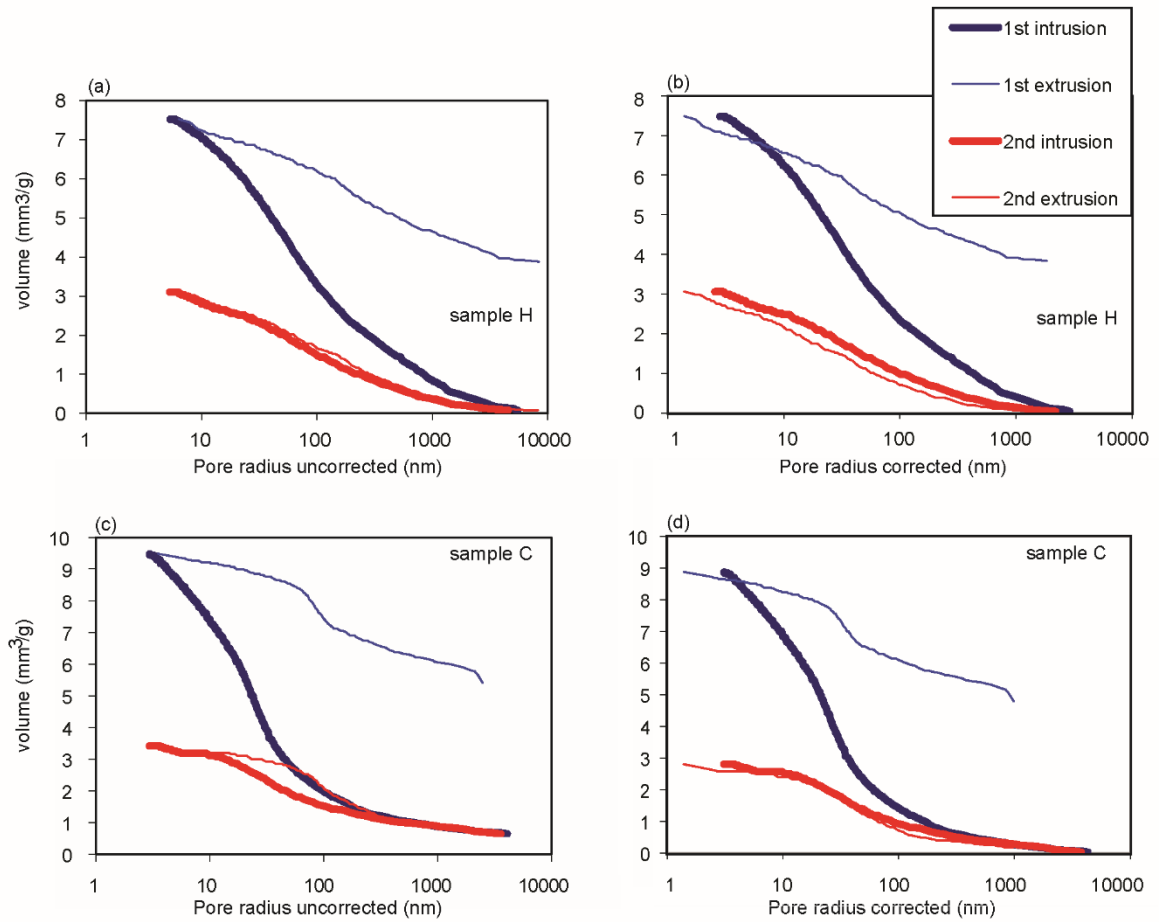 (a)
8
7
6
5
4
3
2
1
0
volume (mm3/g)
sample H
1 10 100 1000 10000
Pore radius uncorrected (nm)
(b)
8
7
6
5
4
3
2
1
0
sample H
1 10 100 1000 10000
Pore radius corrected (nm)
1st intrusion
1st extrusion
2nd intrusion
2nd extrusion
(c)
10
9
8
7
6
5
4
3
2
1
0
volume (mm³/g)
sample C
1 10 100 1000 10000
Pore radius uncorrected (nm)
(d)
10
9
8
7
6
5
4
3
2
1
0
sample C
1 10 100 1000 10000
Pore radius corrected (nm)